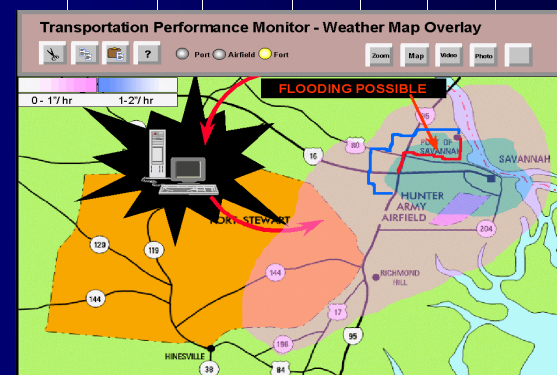 Transportation Performance Monitor - Weather Map Overlay
? Port Airfield Fort Zoom Map Video Photo
FLOODING POSSIBLE
0 - 1"/ hr 1-2"/ hr
95
80
16
PORT OF
SAVANNAH
SAVANNAH
HUNTER
ARMY
AIRFIELD
FORT STEWART
204
129
119
144
144
RICHMOND
HILL
17
95
196
HINESVILLE
38
84